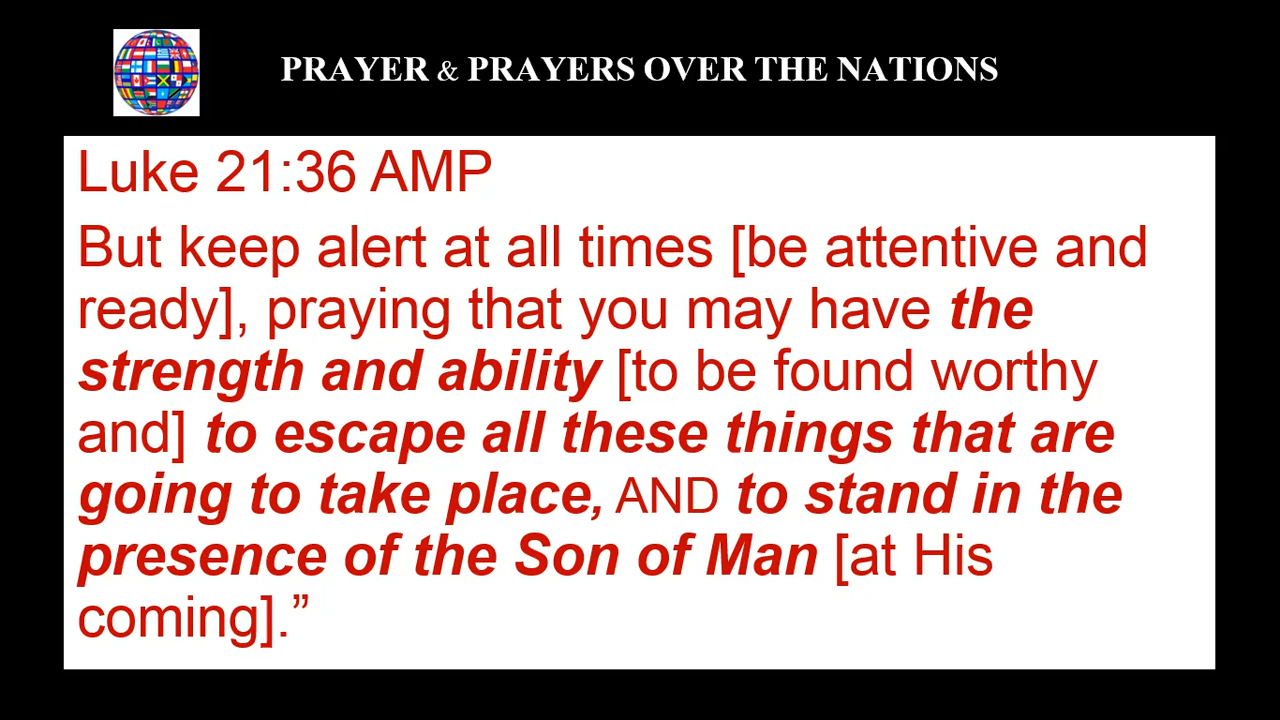 PRAYER & PRAYERS OVER THE NATIONS
Luke 21:36 AMP
But keep alert at all times [be attentive and
ready], praying that you may have the
strength and ability [to be found worthy
and] to escape all these things that are
going to take place, AND to stand in the
presence of the Son of Man [at His
coming].”